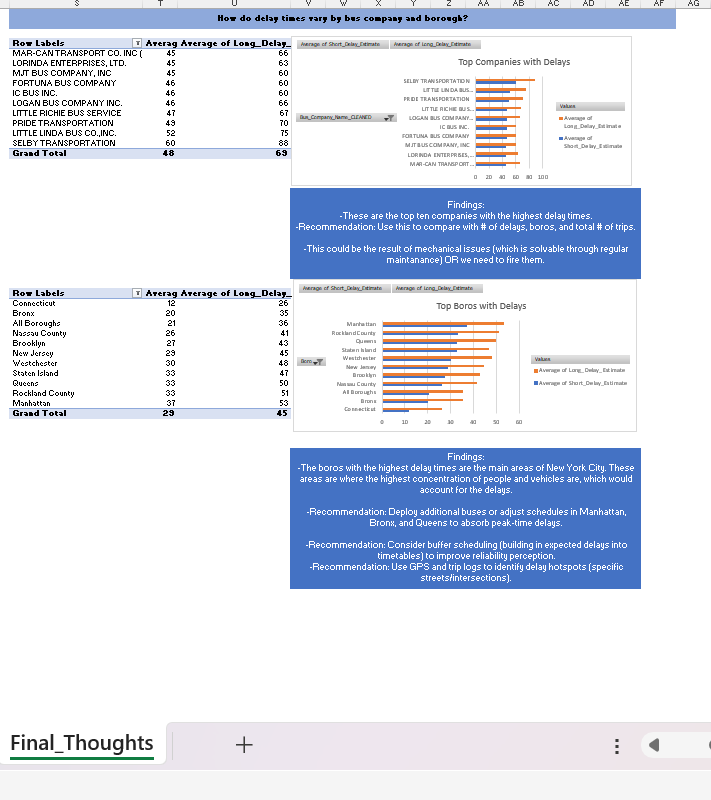 S T U V W X Y Z AA AB AC AD AE AF AG
How do delay times vary by bus company and borough?
Row Labels Averag Average of Long_Delay_
MAR-CAN TRANSPORT CO. INC ( 45 66
LORINDA ENTERPRISES, LTD. 45 63
MJT BUS COMPANY, INC 45 60
FORTUNA BUS COMPANY 46 60
IC BUS INC. 46 60
LOGAN BUS COMPANY INC. 46 66
LITTLE RICHIE BUS SERVICE 47 67
PRIDE TRANSPORTATION 49 70
LITTLE LINDA BUS CO.,INC. 52 75
SELBY TRANSPORTATION 60 88
Grand Total 48 69
Average of Short_Delay_Estimate Average of Long_Delay_Estimate
Top Companies with Delays
Bus_Company_Name_CLEANED
SELBY TRANSPORTATION
LITTLE LINDA BUS...
PRIDE TRANSPORTATION
LITTLE RICHIE BUS...
LOGAN BUS COMPANY...
IC BUS INC.
FORTUNA BUS COMPANY
MJT BUS COMPANY, INC
LORINDA ENTERPRISES,...
MAR-CAN TRANSPORT...
0 20 40 60 80 100
Values
Average of
Long_Delay_Estimate
Average of
Short_Delay_Estimate
Findings:
-These are the top ten companies with the highest delay times.
-Recommendation: Use this to compare with # of delays, boros, and total # of trips.
-This could be the result of mechanical issues (which is solvable through regular
maintanance) OR we need to fire them.
Row Labels Averag Average of Long_Delay_
Connecticut 12 26
Bronx 20 35
All Boroughs 21 36
Nassau County 26 41
Brooklyn 27 43
New Jersey 29 45
Westchester 30 48
Staten Island 33 47
Queens 33 50
Rockland County 33 51
Manhattan 37 53
Grand Total 29 45
Average of Short_Delay_Estimate Average of Long_Delay_Estimate
Top Boros with Delays
Boro
Manhattan
Rockland County
Queens
Staten Island
Westchester
New Jersey
Brooklyn
Nassau County
All Boroughs
Bronx
Connecticut
0 10 20 30 40 50 60
Values
Average of Long_Delay_Estimate
Average of Short_Delay_Estimate
Findings:
-The boros with the highest delay times are the main areas of New York City. These
areas are where the highest concentration of people and vehicles are, which would
account for the delays.
-Recommendation: Deploy additional buses or adjust schedules in Manhattan,
Bronx, and Queens to absorb peak-time delays.
-Recommendation: Consider buffer scheduling (building in expected delays into
timetables) to improve reliability perception.
-Recommendation: Use GPS and trip logs to identify delay hotspots (specific
streets/intersections).
Final_Thoughts